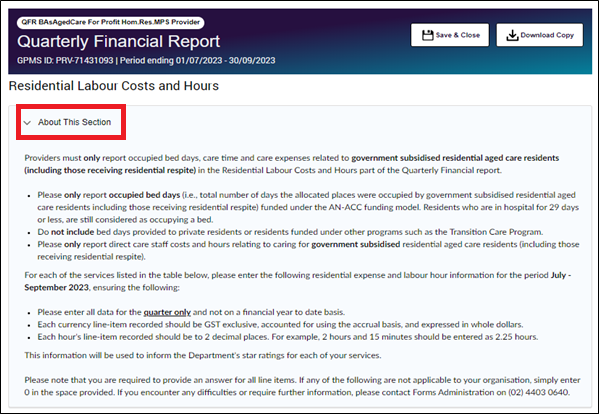 QFR BAsAgedCare For Profit Hom.Res.MPS Provider
Quarterly Financial Report
GPMS ID: PRV-71431093 | Period ending 01/07/2023 - 30/09/2023
Save & Close
Download Copy
Residential Labour Costs and Hours
About This Section
Providers must only report occupied bed days, care time and care expenses related to government subsidised residential aged care residents
(including those receiving residential respite) in the Residential Labour Costs and Hours part of the Quarterly Financial report.
• Please only report occupied bed days (i.e., total number of days the allocated places were occupied by government subsidised residential aged
care residents including those receiving residential respite) funded under the AN-ACC funding model. Residents who are in hospital for 29 days
or less, are still considered as occupying a bed.
• Do not include bed days provided to private residents or residents funded under other programs such as the Transition Care Program.
• Please only report direct care staff costs and hours relating to caring for government subsidised residential aged care residents (including those
receiving residential respite).
For each of the services listed in the table below, please enter the following residential expense and labour hour information for the period July -
September 2023, ensuring the following:
• Please enter all data for the quarter only and not on a financial year to date basis.
• Each currency line-item recorded should be GST exclusive, accounted for using the accrual basis, and expressed in whole dollars.
• Each hour's line-item recorded should be to 2 decimal places. For example, 2 hours and 15 minutes should be entered as 2.25 hours.
This information will be used to inform the Department's star ratings for each of your services.
Please note that you are required to provide an answer for all line items. If any of the following are not applicable to your organisation, simply enter
0 in the space provided. If you encounter any difficulties or require further information, please contact Forms Administration on (02) 4403 0640.